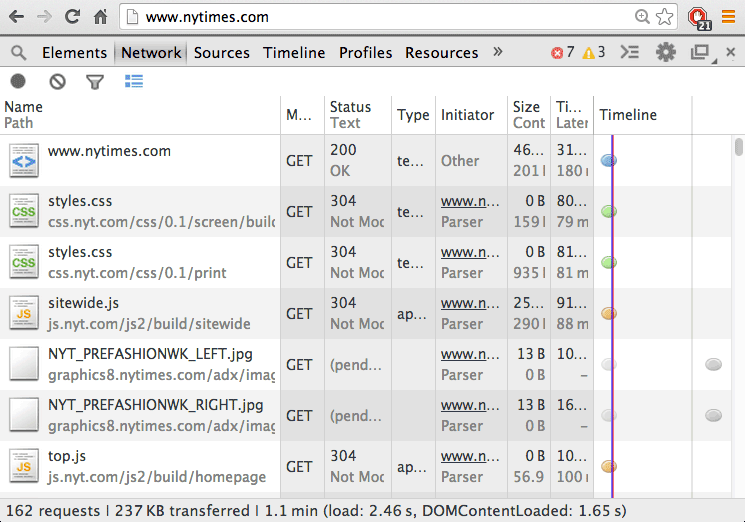 www.nytimes.com
21
Elements Network Sources Timeline Profiles Resources » 7 3
Name M... Status Type Initiator Size Ti... Timeline
Path Text Cont Later
www.nytimes.com GET 200 te... Other 46... 31...
OK 201 180
styles.css GET 304 te... www.n... 0 B 80...
css.nyt.com/css/0.1/screen/build Not Mod Parser 159 79 m
styles.css GET 304 te... www.n... 0 B 81...
css.nyt.com/css/0.1/print Not Mod Parser 935 81 m
sitewide.js GET 304 ap... www.n... 25... 91...
js.nyt.com/js2/build/sitewide Not Mod Parser 290 88 m
NYT_PREFASHIONWK_LEFT.jpg GET (pend... www.n... 13 B 10...
graphics8.nytimes.com/adx/imag Parser 0 B –
NYT_PREFASHIONWK_RIGHT.jpg GET (pend... www.n... 13 B 16...
graphics8.nytimes.com/adx/imag Parser 0 B –
top.js GET 304 ap... www.n... 0 B 10...
js.nyt.com/js2/build/homepage Not Mod Parser 56.9 100
162 requests | 237 KB transferred | 1.1 min (load: 2.46 s, DOMContentLoaded: 1.65 s)